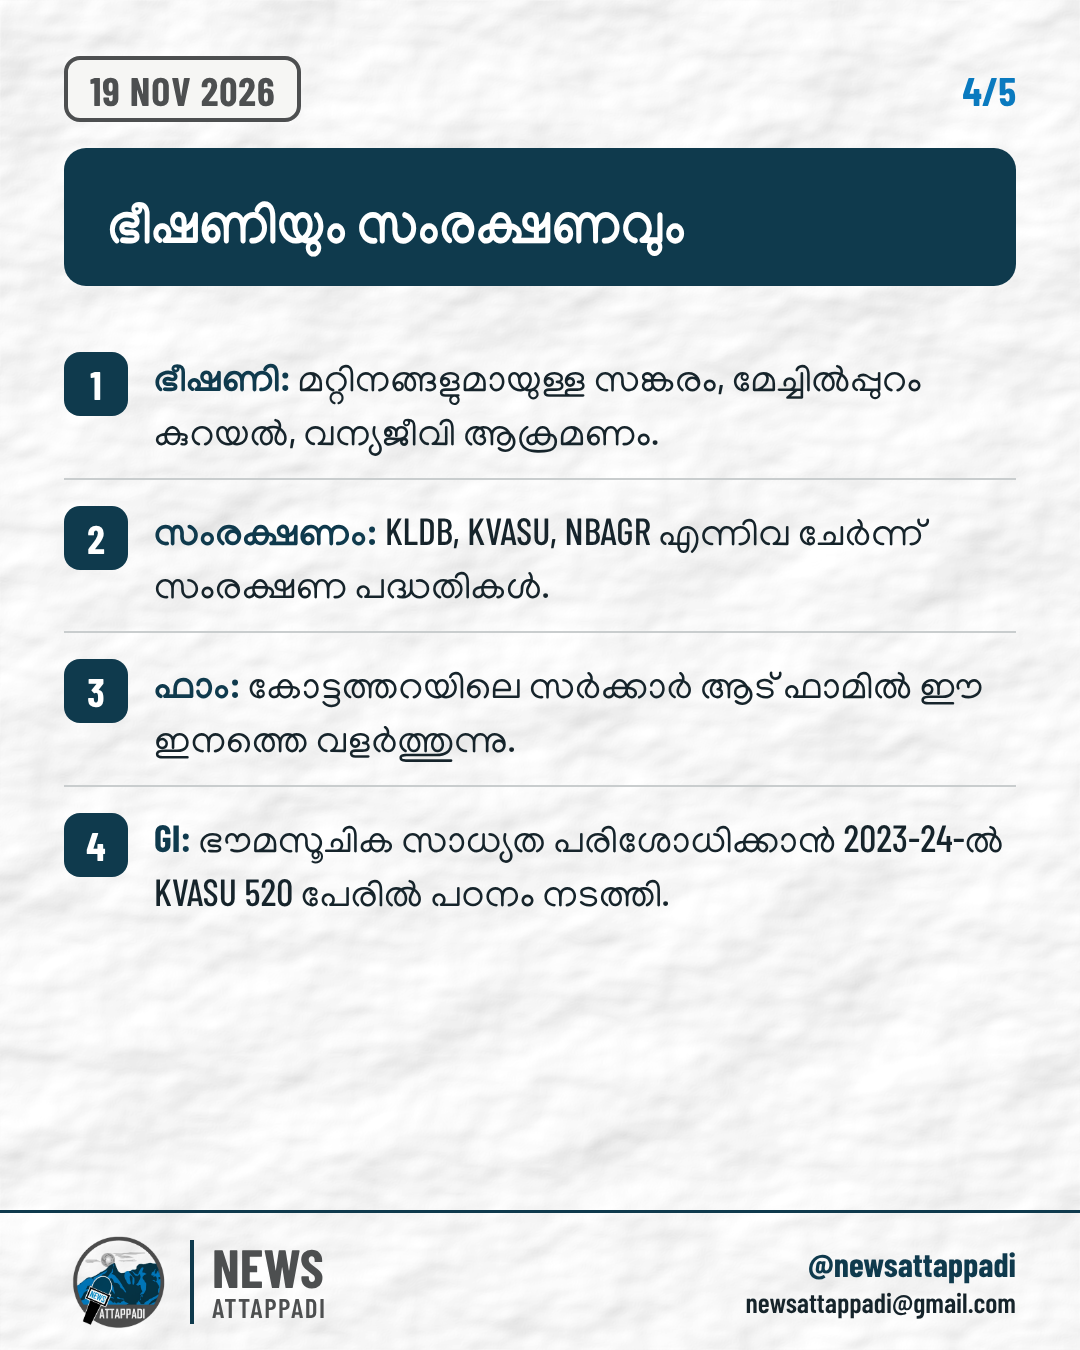 19 NOV 2026
4/5
ഭീഷണിയും സംരക്ഷണവും
1
ഭീഷണി: മറ്റിനങ്ങളുമായുള്ള സങ്കരം, മേച്ചിൽപ്പുറം
കുറയൽ, വന്യജീവി ആക്രമണം.
2
സംരക്ഷണം: KLDB, KVASU, NBAGR എന്നിവ ചേർന്ന്
സംരക്ഷണ പദ്ധതികൾ.
3
ഫാം: കോട്ടത്തറയിലെ സർക്കാർ ആട് ഫാമിൽ ഈ
ഇനത്തെ വളർത്തുന്നു.
4
GI: ഭൗമസൂചിക സാധ്യത പരിശോധിക്കാൻ 2023-24-ൽ
KVASU 520 പേരിൽ പഠനം നടത്തി.
NEWS
ATTAPPADI
NEWS
ATTAPPADI
@newsattappadi
newsattappadi@gmail.com